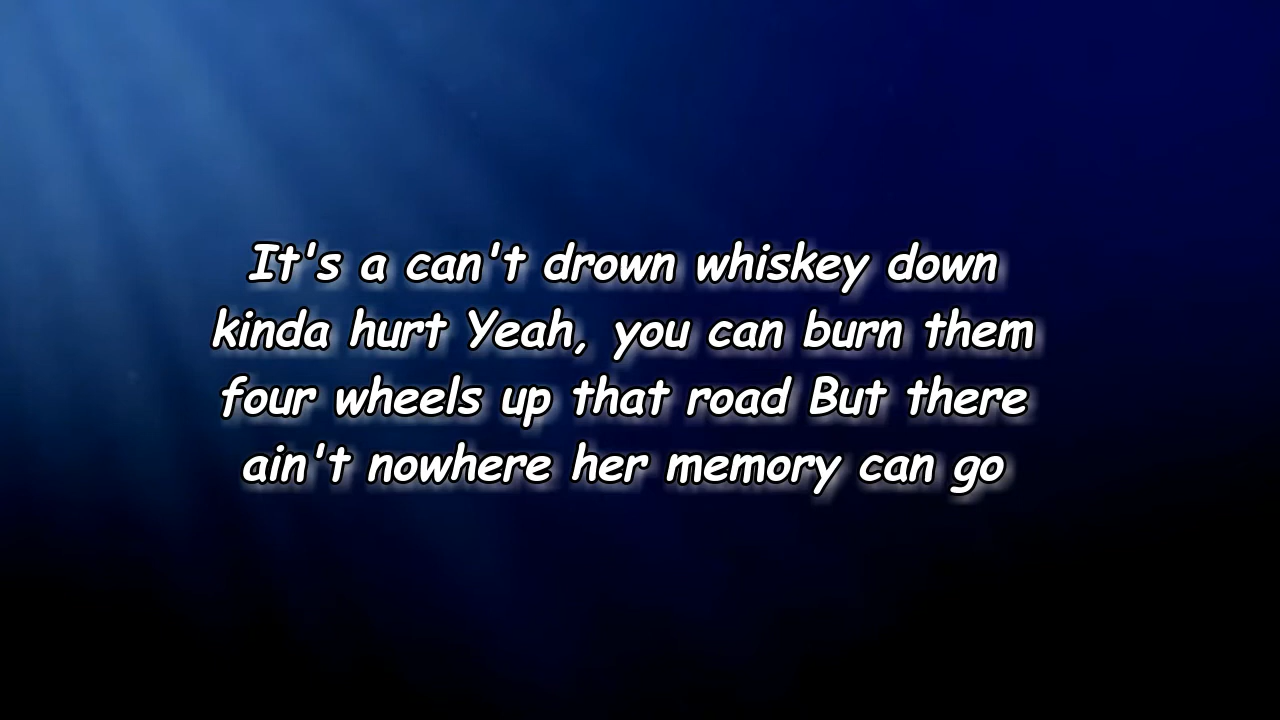 It's a can't drown whiskey down
kinda hurt Yeah, you can burn them
four wheels up that road But there
ain't nowhere her memory can go